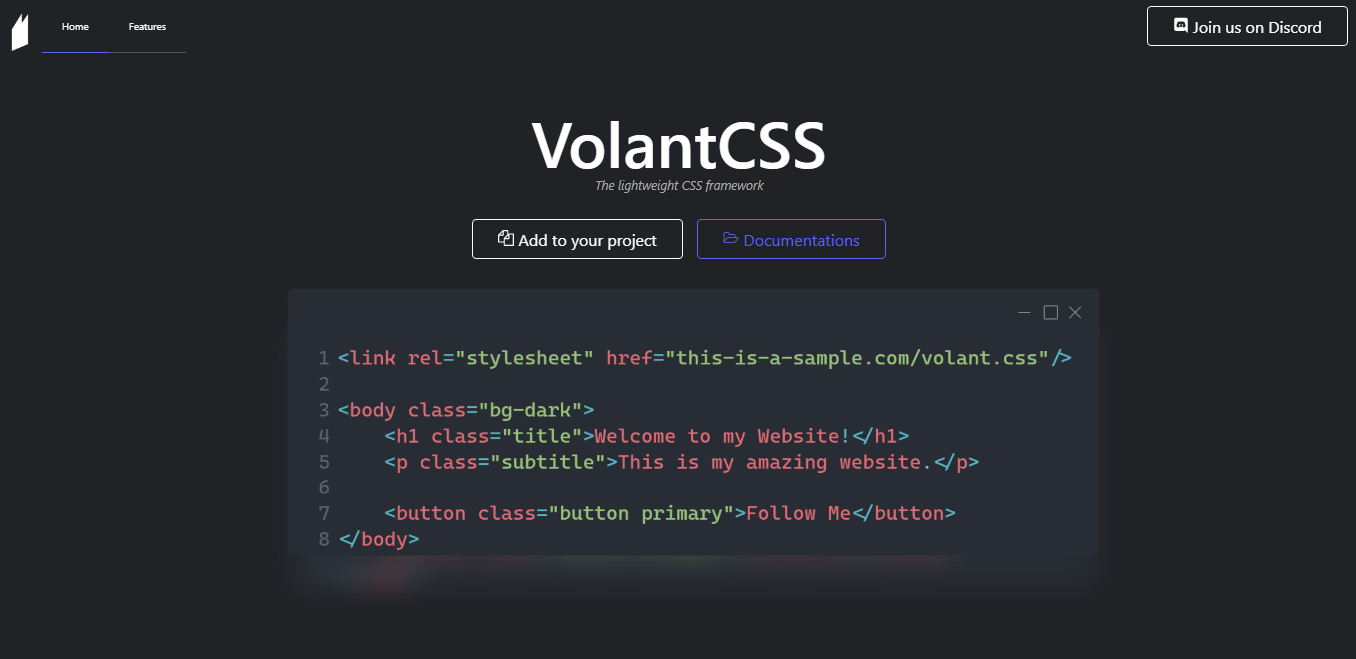 Home Features Join us on Discord
VolantCSS
The lightweight CSS framework
Add to your project Documentations
1 <link rel="stylesheet" href="this-is-a-sample.com/volant.css"/>
2
3 <body class="bg-dark">
4     <h1 class="title">Welcome to my Website!</h1>
5     <p class="subtitle">This is my amazing website.</p>
6
7     <button class="button primary">Follow Me</button>
8 </body>